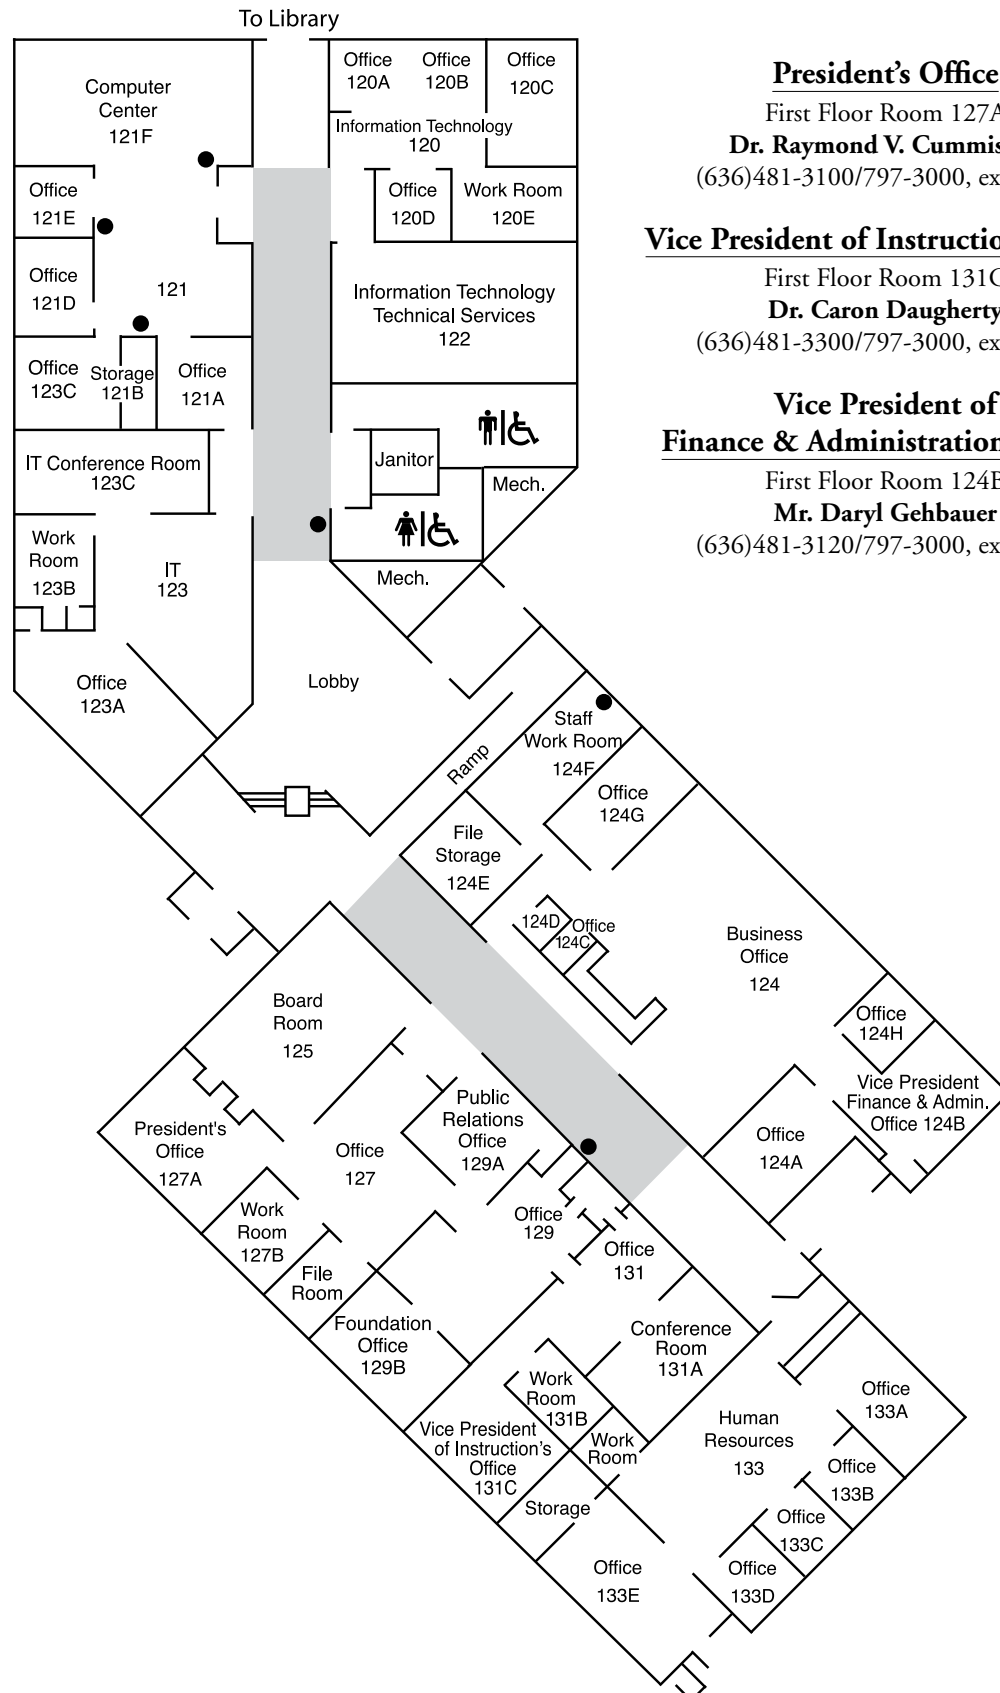 To Library
Computer
Center
121F
Office
120A
Office
120B
Office
120C
Information Technology
120
Office
121E
Office
120D
Work Room
120E
Office
121D
121
Information Technology
Technical Services
122
Office
123C
Storage
121B
Office
121A
IT Conference Room
123C
Janitor
Mech.
Work
Room
123B
IT
123
Mech.
Office
123A
Lobby
Ramp
Staff
Work Room
124F
Office
124G
File
Storage
124E
124D
Office
124C
Business
Office
124
Office
124H
Vice President
Finance & Admin.
Office 124B
Office
124A
Board
Room
125
Public
Relations
Office
129A
President's
Office
127A
Office
127
Work
Room
127B
File
Room
Office
129
Office
131
Foundation
Office
129B
Conference
Room
131A
Work
Room
131B
Work
Room
Vice President
of Instruction's
Office
131C
Storage
Human
Resources
133
Office
133A
Office
133B
Office
133C
Office
133D
Office
133E
President's Office
First Floor Room 127A
Dr. Raymond V. Cummis
(636)481-3100/797-3000, ex
Vice President of Instructio
First Floor Room 131C
Dr. Caron Daugherty
(636)481-3300/797-3000, ex
Vice President of
Finance & Administration
First Floor Room 124B
Mr. Daryl Gehbauer
(636)481-3120/797-3000, ex